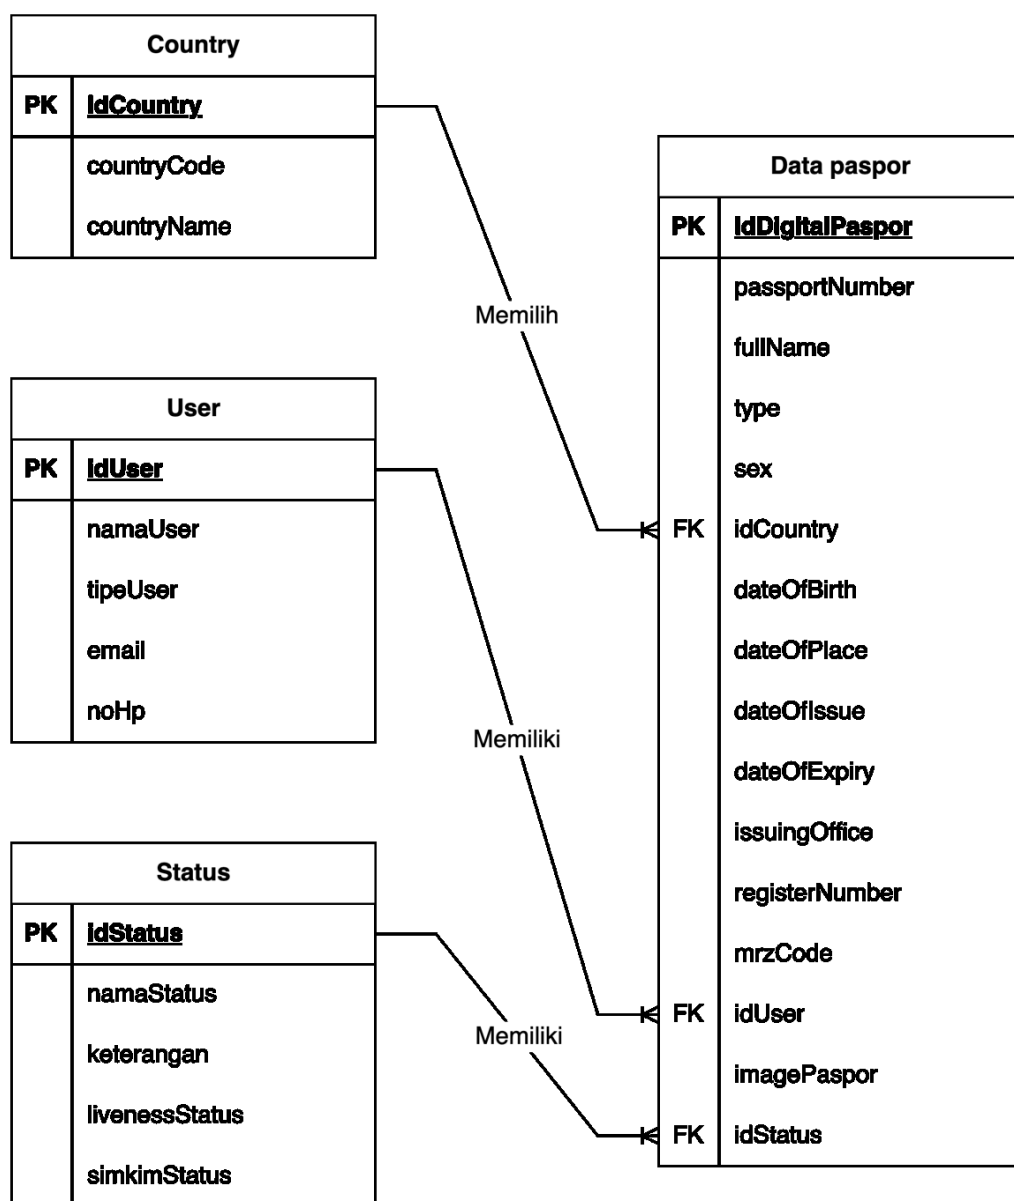 Country
PK idCountry
countryCode
countryName
Memilih
User
PK idUser
namaUser
tipeUser
email
noHp
Memiliki
Status
PK idStatus
namaStatus
keterangan
livenessStatus
simkimStatus
Memiliki
Data paspor
PK idDigitalPaspor
passportNumber
fullName
type
sex
FK idCountry
dateOfBirth
dateOfPlace
dateOfIssue
dateOfExpiry
issuingOffice
registerNumber
mrzCode
FK idUser
imagePaspor
FK idStatus